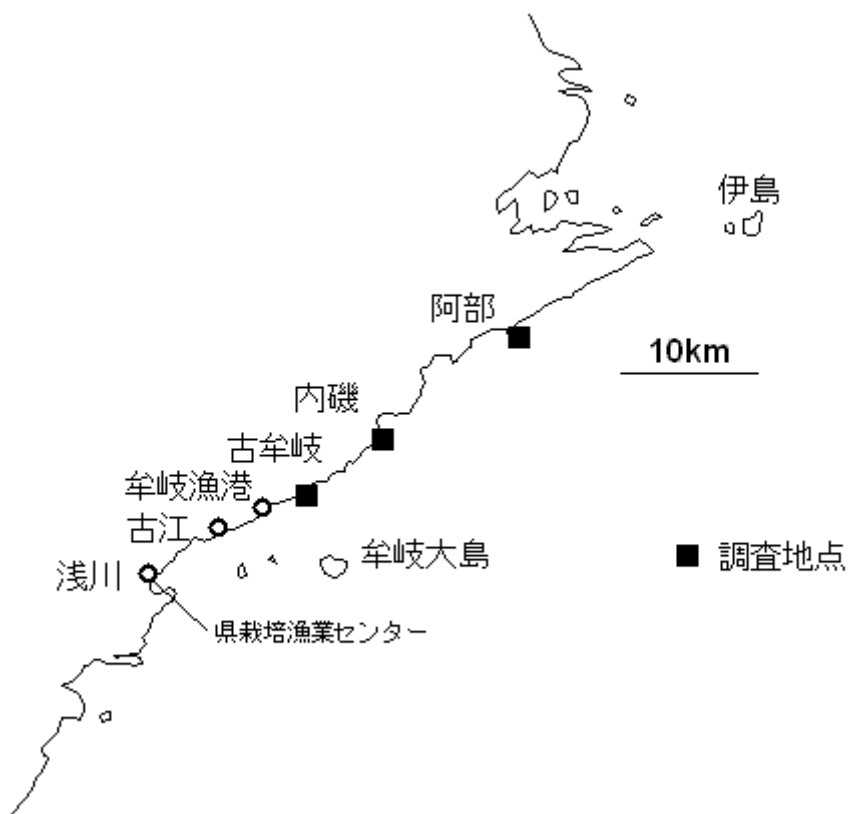 伊島
阿部
10km
内磯
古牟岐
牟岐漁港
古江
牟岐大島
調査地点
浅川
県栽培漁業センター